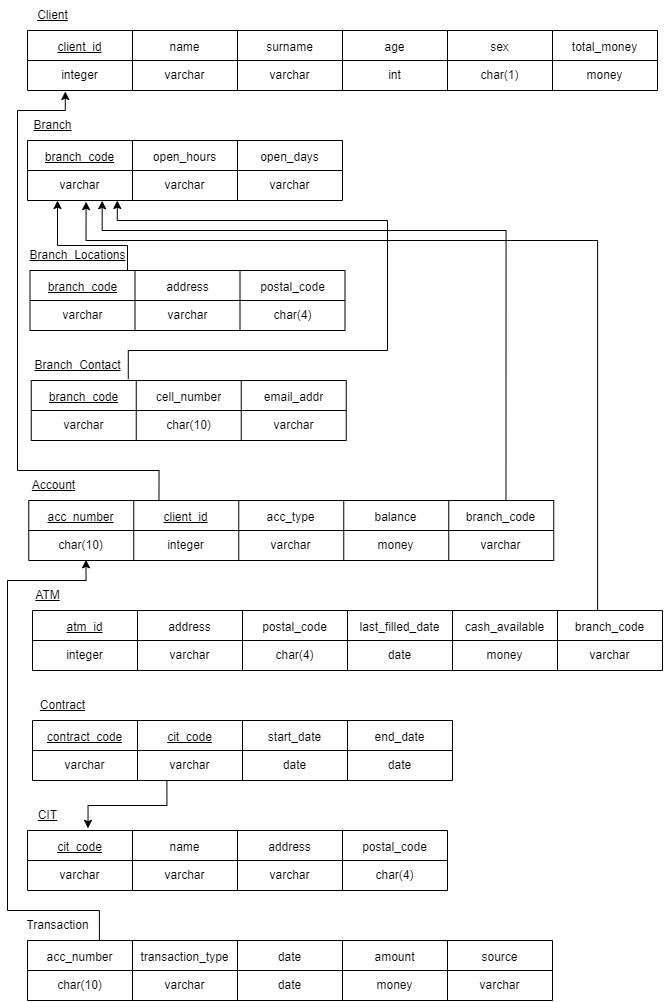 Client
client_id name surname age sex total_money
integer varchar varchar int char(1) money
Branch
branch_code open_hours open_days
varchar varchar varchar
Branch_Locations
branch_code address postal_code
varchar varchar char(4)
Branch_Contact
branch_code cell_number email_addr
varchar char(10) varchar
Account
acc_number client_id acc_type balance branch_code
char(10) integer varchar money varchar
ATM
atm_id address postal_code last_filled_date cash_available branch_code
integer varchar char(4) date money varchar
Contract
contract_code cit_code start_date end_date
varchar varchar date date
CIT
cit_code name address postal_code
varchar varchar varchar char(4)
Transaction
acc_number transaction_type date amount source
char(10) varchar date money varchar